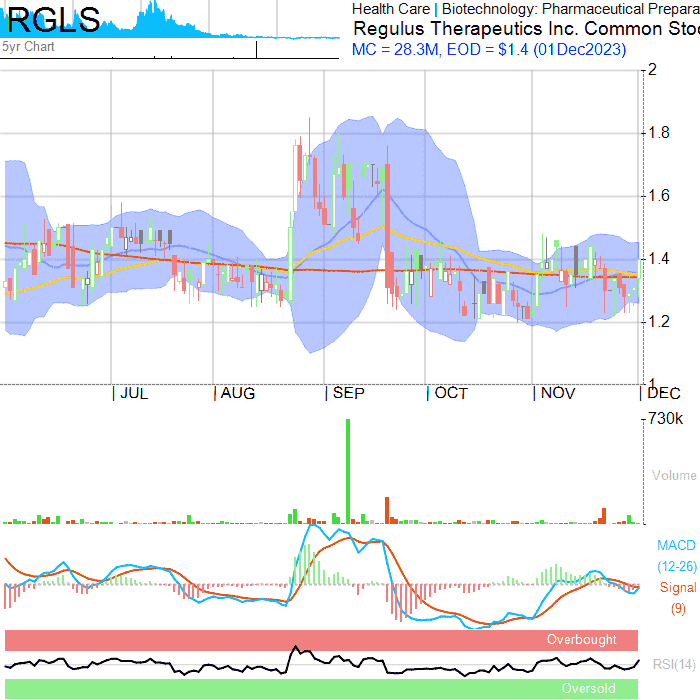 RGLS
5yr Chart
Health Care | Biotechnology: Pharmaceutical Prepara
Regulus Therapeutics Inc. Common Stoc
MC = 28.3M, EOD = $1.4 (01Dec2023)
2
1.8
1.6
1.4
1.2
1
JUL
AUG
SEP
OCT
NOV
DEC
730k
Volume
MACD
(12-26)
Signal
(9)
Overbought
RSI(14)
Oversold